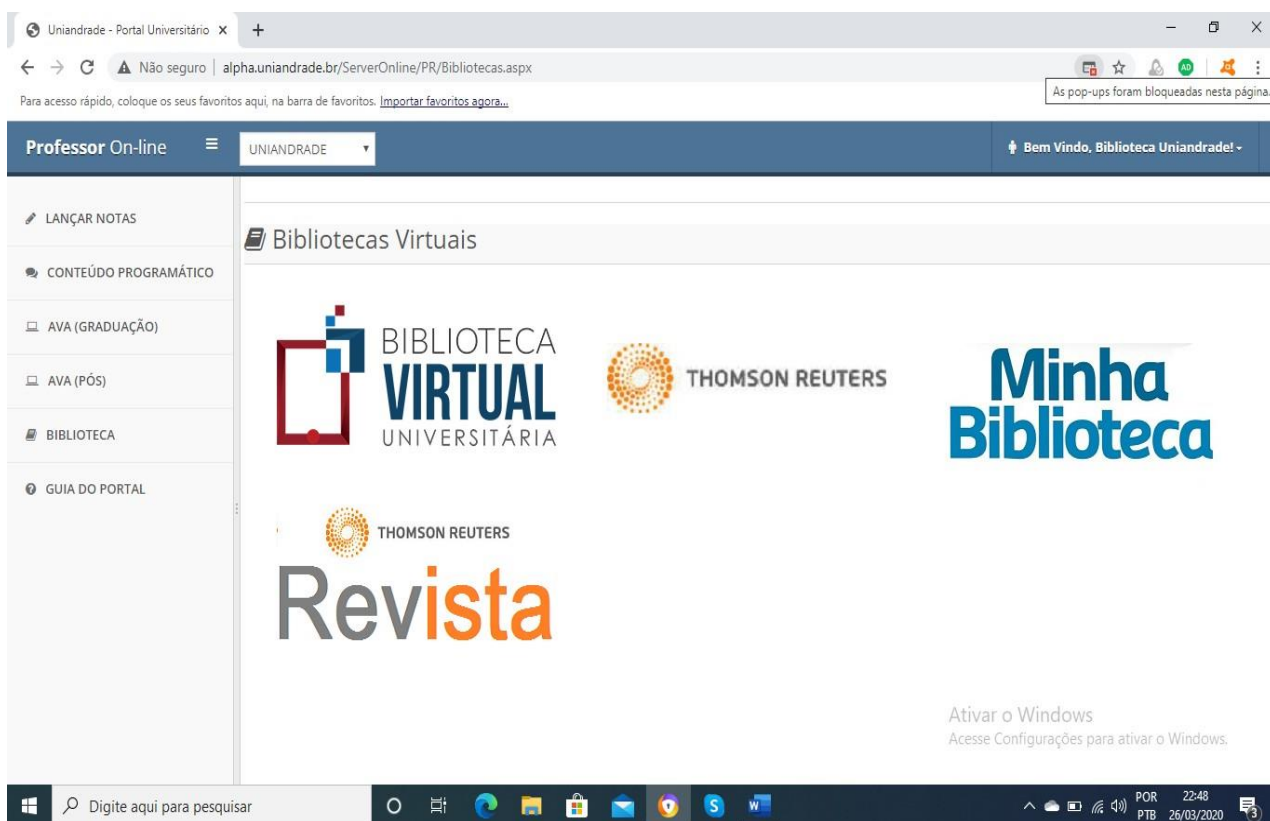 Uniandrade - Portal Universitário
Não seguro | alpha.uniandrade.br/ServerOnline/PR/Bibliotecas.aspx
AD
Para acesso rápido, coloque os seus favoritos aqui, na barra de favoritos. Importar favoritos agora...
As pop-ups foram bloqueadas nesta página.
Professor On-line
UNIANDRADE
Bem Vindo, Biblioteca Uniandrade!
LANÇAR NOTAS
CONTEÚDO PROGRAMÁTICO
AVA (GRADUAÇÃO)
AVA (PÓS)
BIBLIOTECA
GUIA DO PORTAL
Bibliotecas Virtuais
BIBLIOTECA
VIRTUAL
UNIVERSITÁRIA
THOMSON REUTERS
Minha
Biblioteca
THOMSON REUTERS
Revista
Ativar o Windows
Acesse Configurações para ativar o Windows.
Digite aqui para pesquisar
POR
PTB
22:48
26/03/2020
3